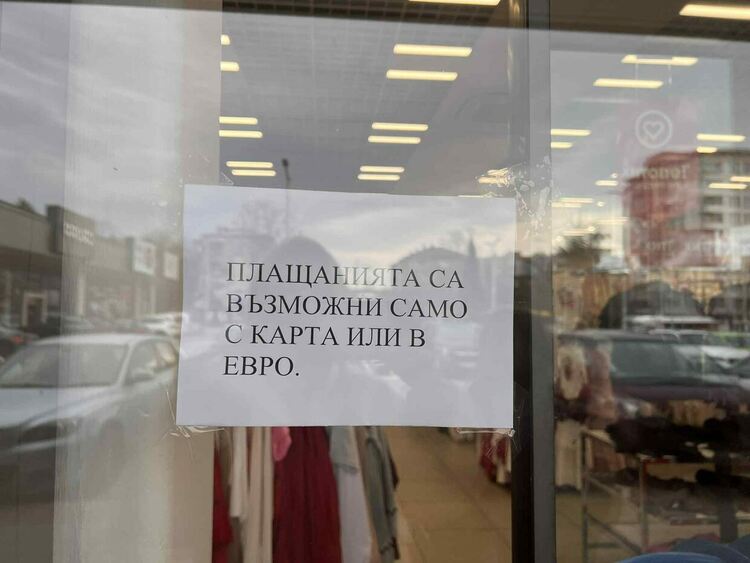 ПЛАЩАНИЯТА СА
ВЪЗМОЖНИ САМО
С КАРТА ИЛИ В
ЕВРО.